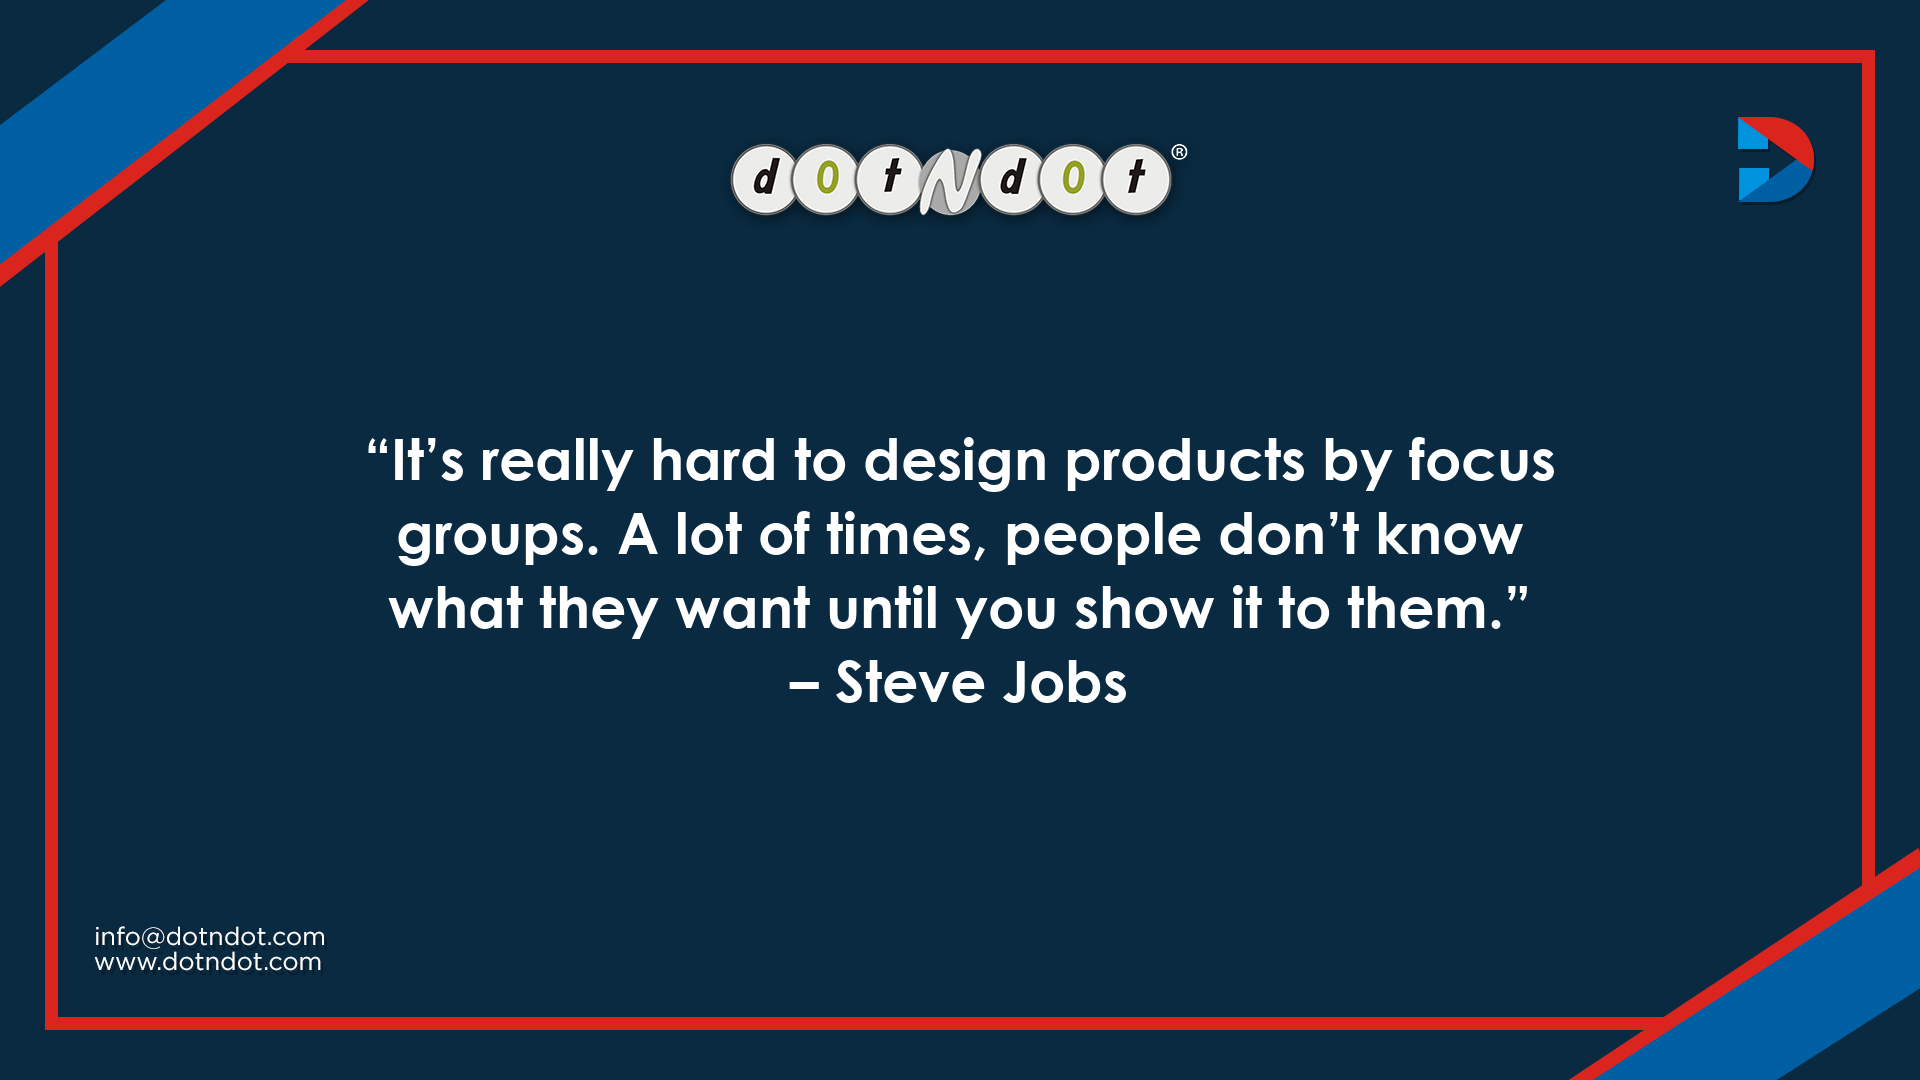 dotNdot®
“It’s really hard to design products by focus
groups. A lot of times, people don’t know
what they want until you show it to them.”
– Steve Jobs
info@dotndot.com
www.dotndot.com